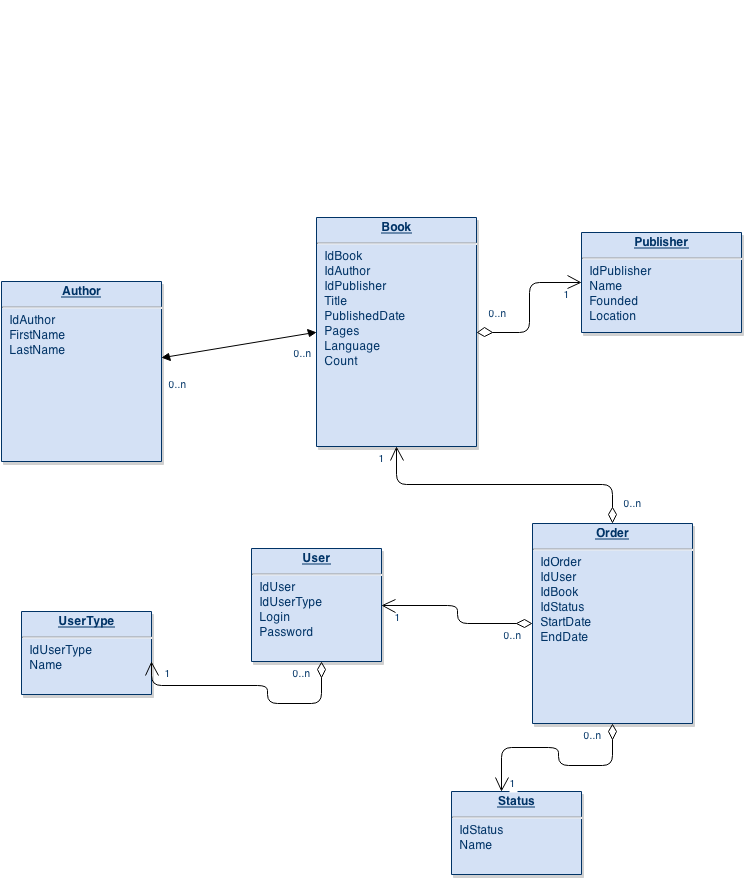 Book
IdBook
IdAuthor
IdPublisher
Title
PublishedDate
Pages
Language
Count
Publisher
IdPublisher
Name
Founded
Location
Author
IdAuthor
FirstName
LastName
0..n
0..n
0..n
1
1
0..n
Order
IdOrder
IdUser
IdBook
IdStatus
StartDate
EndDate
User
IdUser
IdUserType
Login
Password
1
0..n
UserType
IdUserType
Name
1
0..n
0..n
1
Status
IdStatus
Name